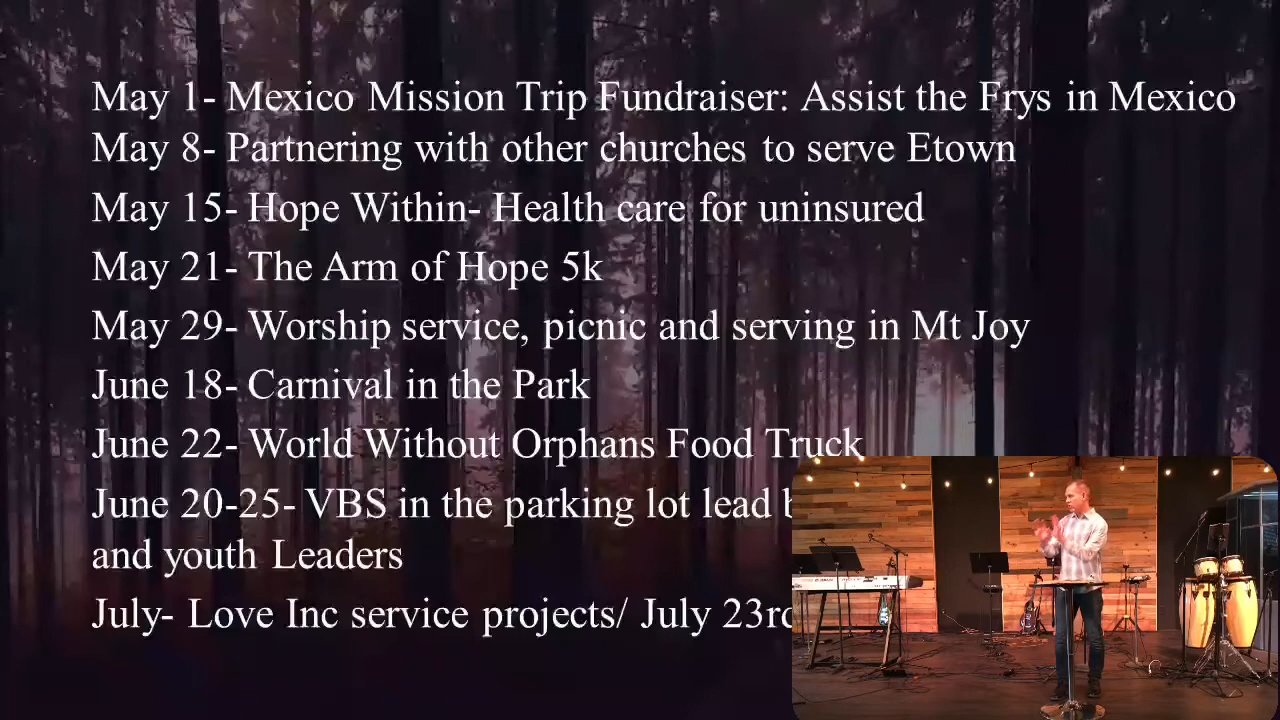 May 1- Mexico Mission Trip Fundraiser: Assist the Frys in Mexico
May 8- Partnering with other churches to serve Etown
May 15- Hope Within- Health care for uninsured
May 21- The Arm of Hope 5k
May 29- Worship service, picnic and serving in Mt Joy
June 18- Carnival in the Park
June 22- World Without Orphans Food Truck
June 20-25- VBS in the parking lot lead
and youth Leaders
July- Love Inc service projects/ July 23rd